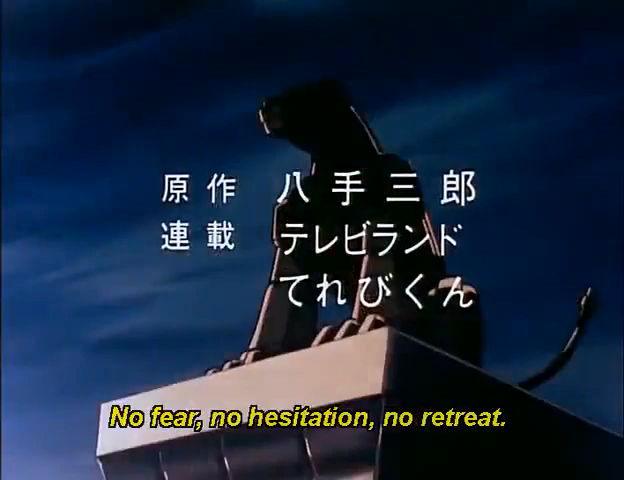 原作 八手三郎
連載 テレビランド
てれびくん
No fear, no hesitation, no retreat.